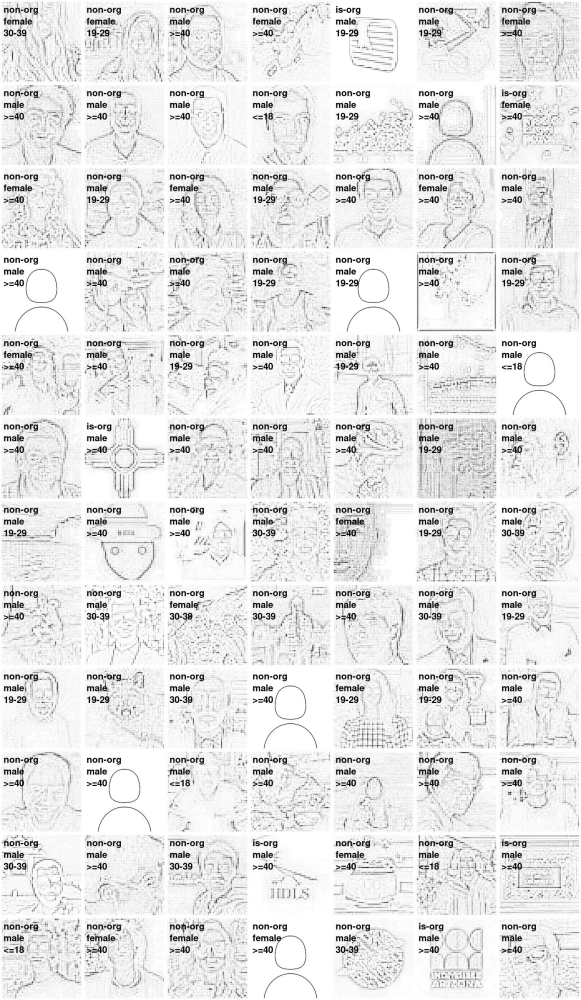 non-org non-org non-org non-org is-org non-org non-org
female female male female male male female
30-39 19-29 >=40 >=40 19-29 19-29 >=40
non-org non-org non-org non-org non-org non-org is-org
male male male male male male female
>=40 >=40 >=40 <=18 19-29 >=40 >=40
non-org non-org non-org non-org non-org non-org non-org
female male female male male female male
>=40 19-29 >=40 19-29 >=40 >=40 >=40
non-org non-org non-org non-org non-org non-org non-org
male male male male male male male
>=40 >=40 >=40 19-29 19-29 >=40 19-29
non-org non-org non-org non-org non-org non-org non-org
female male male male male male male
>=40 >=40 19-29 >=40 19-29 >=40 <=18
non-org is-org non-org non-org non-org non-org non-org
male male male male male male male
>=40 >=40 >=40 >=40 >=40 19-29 >=40
non-org non-org non-org non-org non-org non-org non-org
male male male male female male male
19-29 >=40 >=40 30-39 >=40 19-29 30-39
non-org non-org non-org non-org non-org non-org non-org
male male female male male male male
>=40 30-39 30-39 30-39 >=40 30-39 19-29
non-org non-org non-org non-org non-org non-org non-org
male male male male female male male
19-29 19-29 30-39 >=40 19-29 19-29 >=40
non-org non-org non-org non-org non-org non-org non-org
male male male male male male male
>=40 >=40 <=18 >=40 >=40 >=40 >=40
non-org non-org non-org is-org non-org non-org is-org
male male male male female male male
30-39 >=40 30-39 >=40 >=40 <=18 >=40
HDLS
non-org non-org non-org non-org non-org is-org non-org
male female male female male male male
<=18 >=40 >=40 >=40 30-39 >=40 >=40
ARIZONA